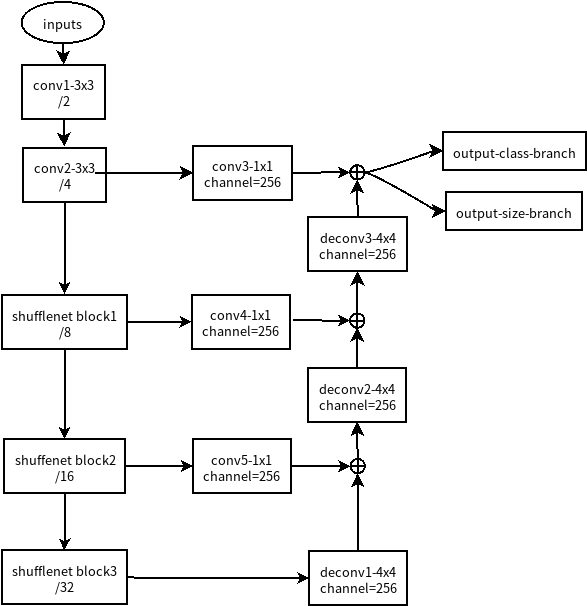 inputs
conv1-3x3
/2
conv2-3x3
/4
conv3-1x1
channel=256
output-class-branch
output-size-branch
deconv3-4x4
channel=256
shufflenet block1
/8
conv4-1x1
channel=256
deconv2-4x4
channel=256
shuffenet block2
/16
conv5-1x1
channel=256
shufflenet block3
/32
deconv1-4x4
channel=256